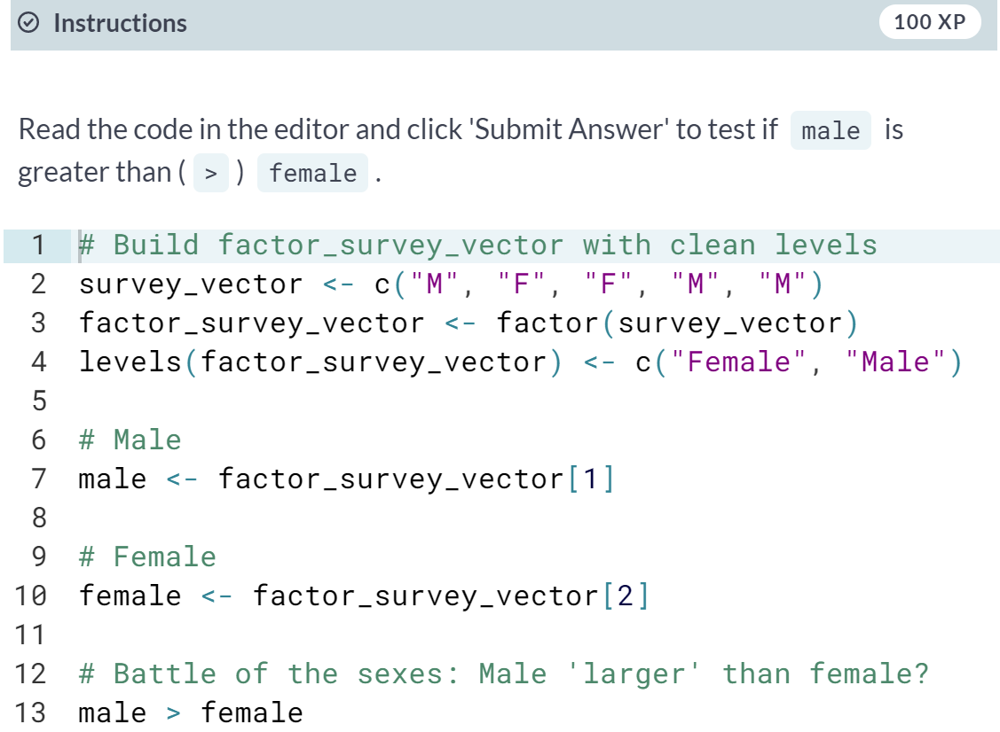 Instructions
100 XP
Read the code in the editor and click 'Submit Answer' to test if male is
greater than ( > ) female .
1 # Build factor_survey_vector with clean levels
2 survey_vector <- c("M", "F", "F", "M", "M")
3 factor_survey_vector <- factor(survey_vector)
4 levels(factor_survey_vector) <- c("Female", "Male")
5
6 # Male
7 male <- factor_survey_vector[1]
8
9 # Female
10 female <- factor_survey_vector[2]
11
12 # Battle of the sexes: Male 'larger' than female?
13 male > female